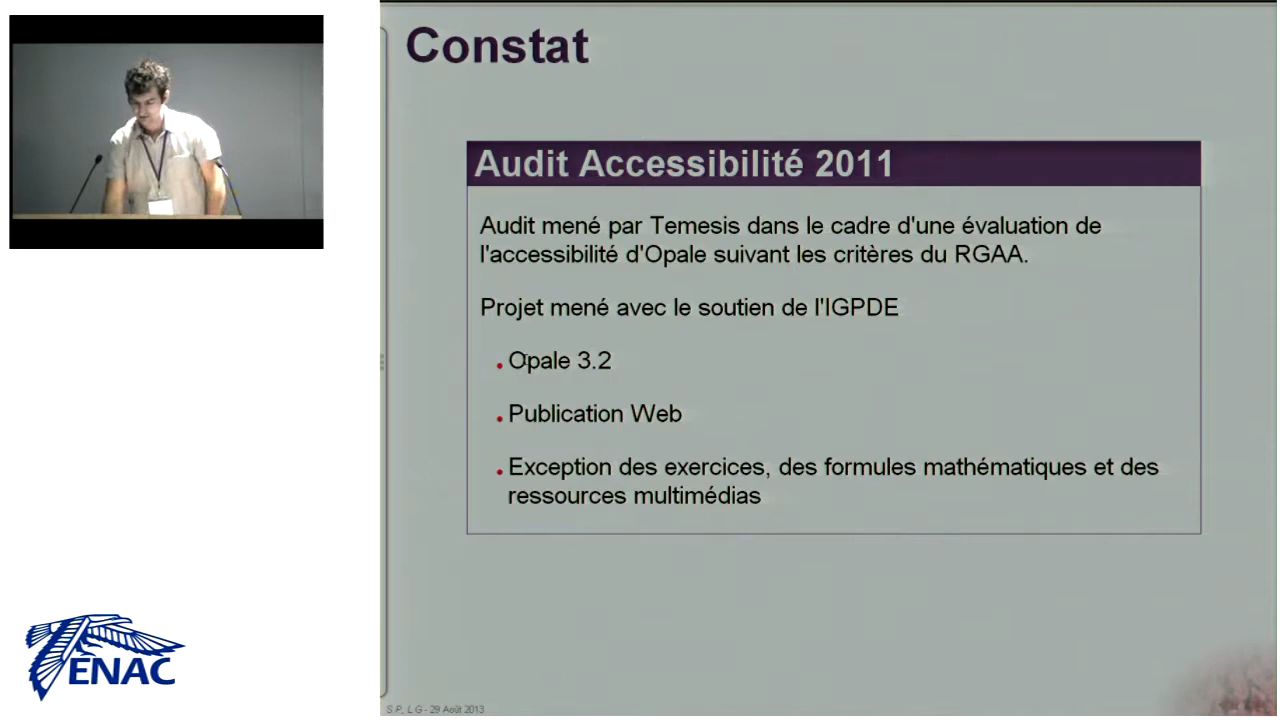 Constat
Audit Accessibilité 2011
Audit mené par Temesis dans le cadre d'une évaluation de
l'accessibilité d'Opale suivant les critères du RGAA.
Projet mené avec le soutien de l'IGPDE
Opale 3.2
Publication Web
Exception des exercices, des formules mathématiques et des
ressources multimédias
ENAC
S.P., L.G - 29 Août 2013